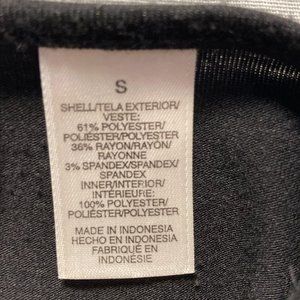 S
SHELL/TELA EXTERIOR/
VESTE:
61% POLYESTER/
POLIÉSTER/POLYESTER
36% RAYON/RAYÓN/
RAYONNE
3% SPANDEX/SPANDEX/
SPANDEX
INNER/INTERIOR/
INTÉRIEURE:
100% POLYESTER/
POLIÉSTER/POLYESTER
MADE IN INDONESIA
HECHO EN INDONESIA
FABRIQUÉ EN
INDONÉSIE